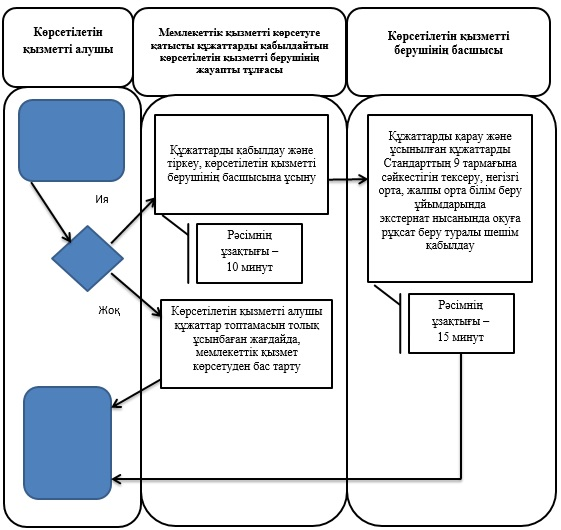 Көрсетілетін
қызметті алушы
Мемлекеттік қызметті көрсетуге
қатысты құжаттарды қабылдайтын
көрсетілетін қызметті берушінің
жауапты тұлғасы
Көрсетілетін қызметті
берушінің басшысы
Ия
Құжаттарды қабылдау және
тіркеу, көрсетілетін қызметті
берушінің басшысына ұсыну
Рәсімнің
ұзақтығы –
10 минут
Құжаттарды қарау және
ұсынылған құжаттарды
Стандарттың 9 тармағына
сәйкестігін тексеру, негізгі
орта, жалпы орта білім беру
ұйымдарында
экстернат нысанында оқуға
рұқсат беру туралы шешім
қабылдау
Рәсімнің
ұзақтығы –
15 минут
Жоқ
Көрсетілетін қызметті алушы
құжаттар топтамасын толық
ұсынбаған жағдайда,
мемлекеттік қызмет
көрсетуден бас тарту